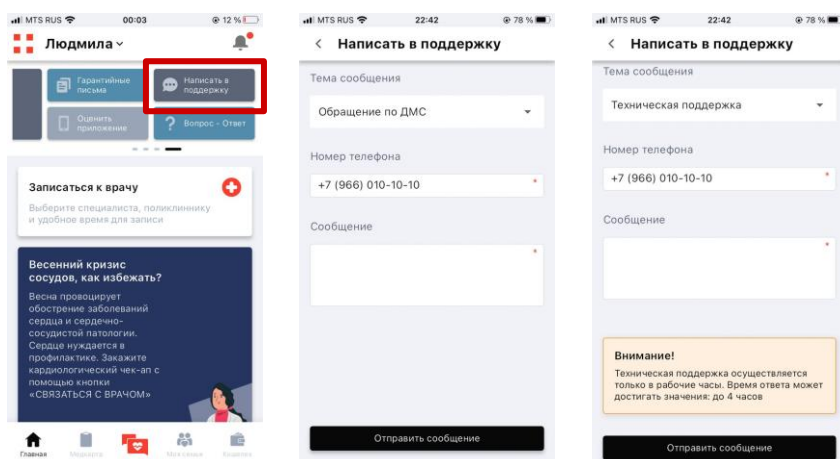 MTS RUS 00:03 12 %
Людмила
Гарантийные
письма
Написать в
поддержку
Оценить
приложение
Вопрос - Ответ
Записаться к врачу
Выберите специалиста, поликлиннику
и удобное время для записи
Весенний кризис
сосудов, как избежать?
Весна провоцирует
обострение заболеваний
сердца и сердечно-
сосудистой патологии.
Сердце нуждается в
профилактике. Закажите
кардиологический чек-ап с
помощью кнопки
«СВЯЗАТЬСЯ С ВРАЧОМ»
Главная Медкарта Моя семья
MTS RUS 22:42 78 %
Написать в поддержку
Тема сообщения
Обращение по ДМС
Номер телефона
+7 (966) 010-10-10 *
Сообщение
*
Отправить сообщение
MTS RUS 22:42 78 %
Написать в поддержку
Тема сообщения
Техническая поддержка
Номер телефона
+7 (966) 010-10-10 *
Сообщение
*
Внимание!
Техническая поддержка осуществляется
только в рабочие часы. Время ответа может
достигать значения: до 4 часов
Отправить сообщение